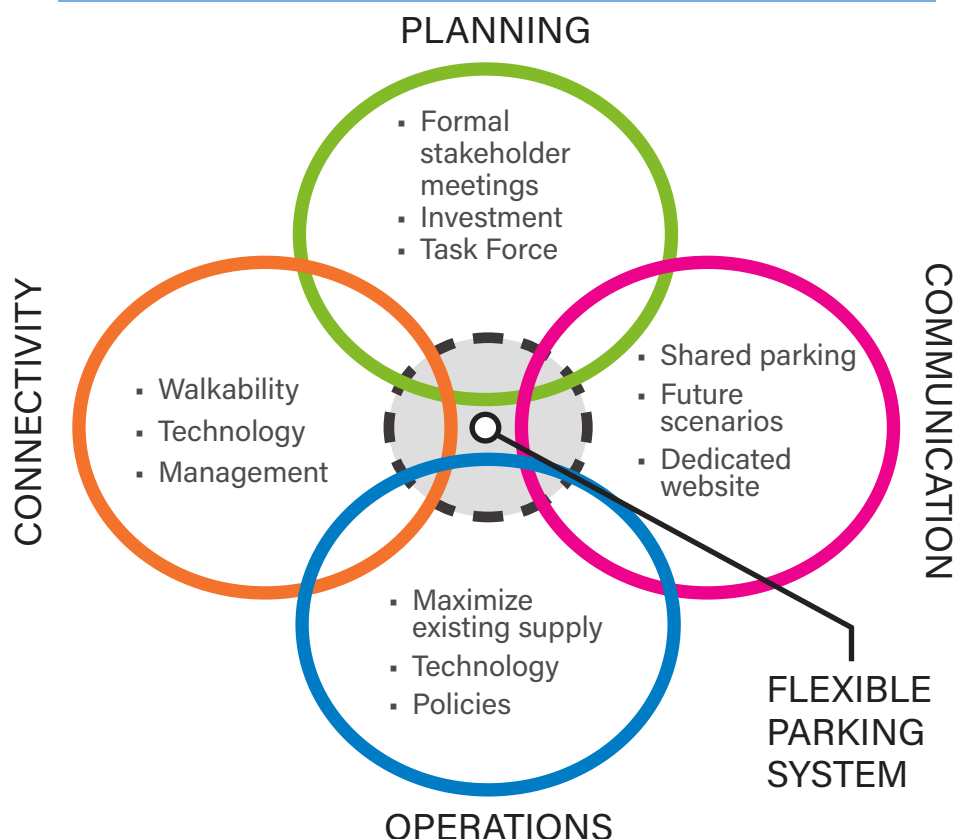 PLANNING
▪ Formal
stakeholder
meetings
▪ Investment
▪ Task Force
CONNECTIVITY
▪ Walkability
▪ Technology
▪ Management
COMMUNICATION
▪ Shared parking
▪ Future
scenarios
▪ Dedicated
website
▪ Maximize
existing supply
▪ Technology
▪ Policies
FLEXIBLE
PARKING
SYSTEM
OPERATIONS